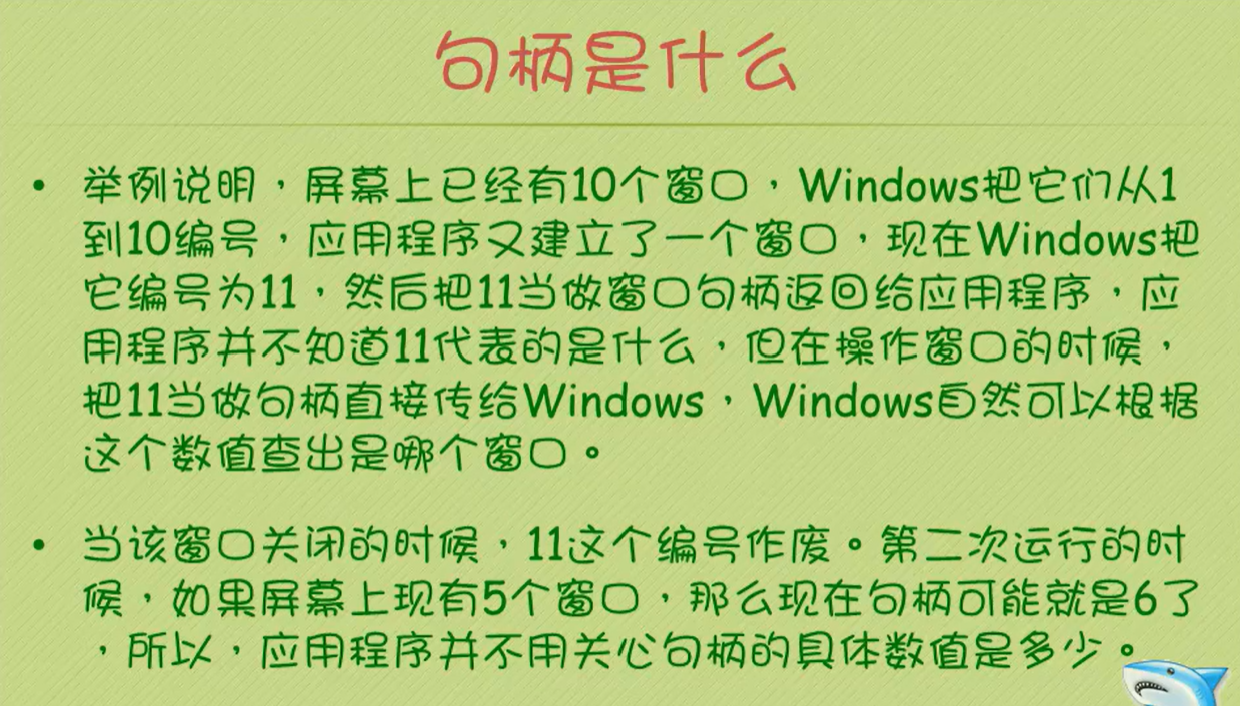 句柄是什么
• 举例说明，屏幕上已经有10个窗口，Windows把它们从1
到10编号，应用程序又建立了一个窗口，现在Windows把
它编号为11，然后把11当做窗口句柄返回给应用程序，应
用程序并不知道11代表的是什么，但在操作窗口的时候，
把11当做句柄直接传给Windows，Windows自然可以根据
这个数值查出是哪个窗口。
• 当该窗口关闭的时候，11这个编号作废。第二次运行的时
候，如果屏幕上现有5个窗口，那么现在句柄可能就是6了
，所以，应用程序并不用关心句柄的具体数值是多少。